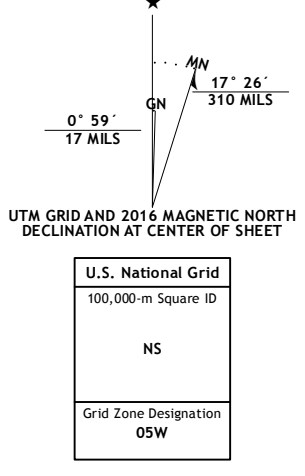 MN
GN
17° 26´
310 MILS
0° 59´
17 MILS
UTM GRID AND 2016 MAGNETIC NORTH
DECLINATION AT CENTER OF SHEET
U.S. National Grid
100,000-m Square ID
NS
Grid Zone Designation
05W